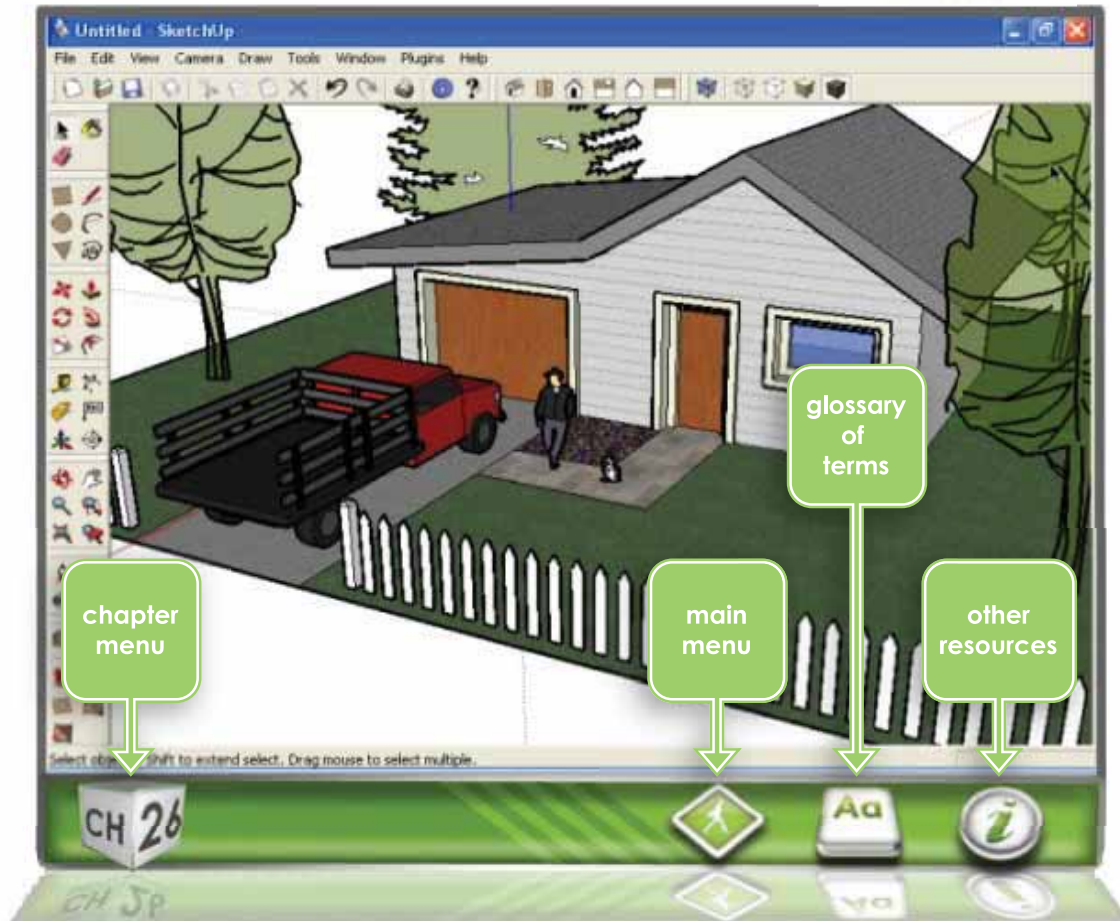 Untitled - SketchUp
File Edit View Camera Draw Tools Window Plugins Help
glossary
of
terms
chapter
menu
main
menu
other
resources
Select shift to extend select. Drag mouse to select multiple.
CH 26
Aa
i